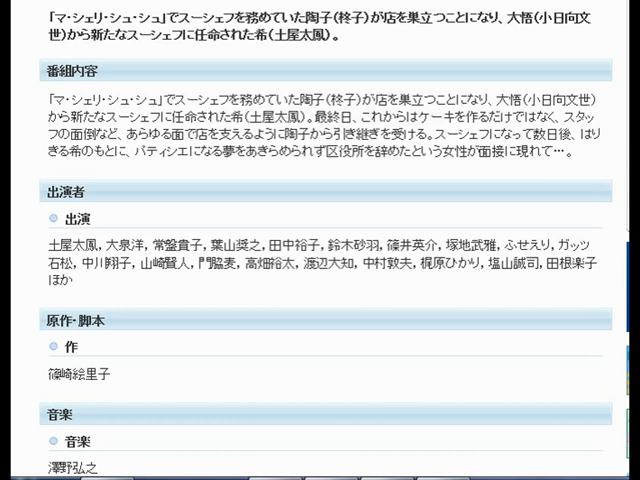 「マ・シェリ・シュ・シュ」でスーシェフを務めていた陶子(柊子)が店を巣立つことになり、大悟(小日向文
世)から新たなスーシェフに任命された希(土屋太鳳)。
番組内容
「マ・シェリ・シュ・シュ」でスーシェフを務めていた陶子(柊子)が店を巣立つことになり、大悟(小日向文世)
から新たなスーシェフに任命された希(土屋太鳳)。最終日、これからはケーキを作るだけではなく、スタッ
フの面倒など、あらゆる面で店を支えるように陶子から引き継ぎを受ける。スーシェフになって数日後、はり
きる希のもとに、パティシエになる夢をあきらめられず区役所を辞めたという女性が面接に現れて…。
出演者
出演
土屋太鳳, 大泉洋, 常盤貴子, 葉山奨之, 田中裕子, 鈴木砂羽, 篠井英介, 塚地武雅, ふせえり, ガッツ
石松, 中川翔子, 山崎賢人, 門脇麦, 高畑裕太, 渡辺大知, 中村敦夫, 梶原ひかり, 塩山誠司, 田根楽子
ほか
原作・脚本
作
篠崎絵里子
音楽
音楽
澤野弘之